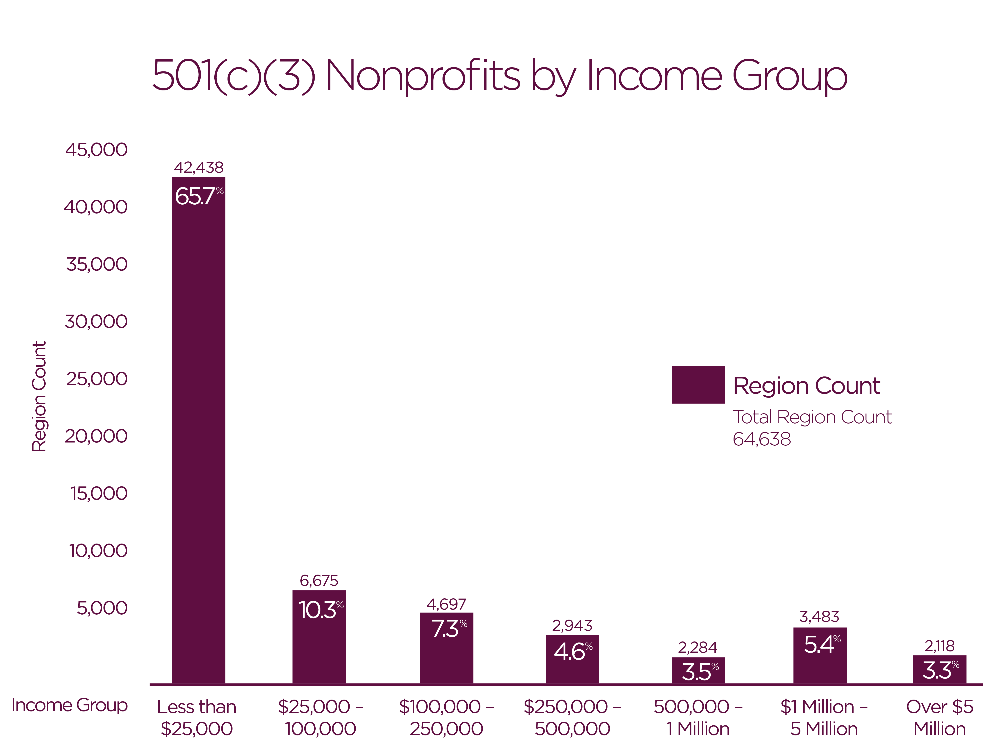 501(c)(3) Nonprofits by Income Group
45,000
40,000
35,000
30,000
25,000
20,000
15,000
10,000
5,000
Region Count
42,438
65.7%
6,675
10.3%
4,697
7.3%
2,943
4.6%
2,284
3.5%
3,483
5.4%
2,118
3.3%
Region Count
Total Region Count
64,638
Income Group
Less than
$25,000
$25,000 –
100,000
$100,000 –
250,000
$250,000 –
500,000
500,000 –
1 Million
$1 Million –
5 Million
Over $5
Million